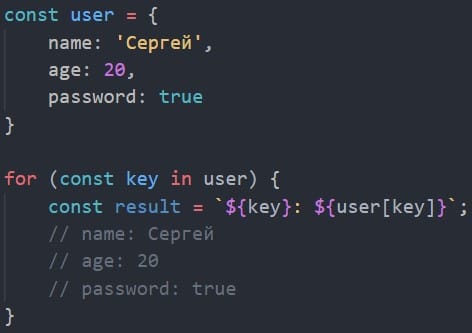 const user = {
    name: 'Сергей',
    age: 20,
    password: true
}

for (const key in user) {
    const result = `${key}: ${user[key]}`;
    // name: Сергей
    // age: 20
    // password: true
}